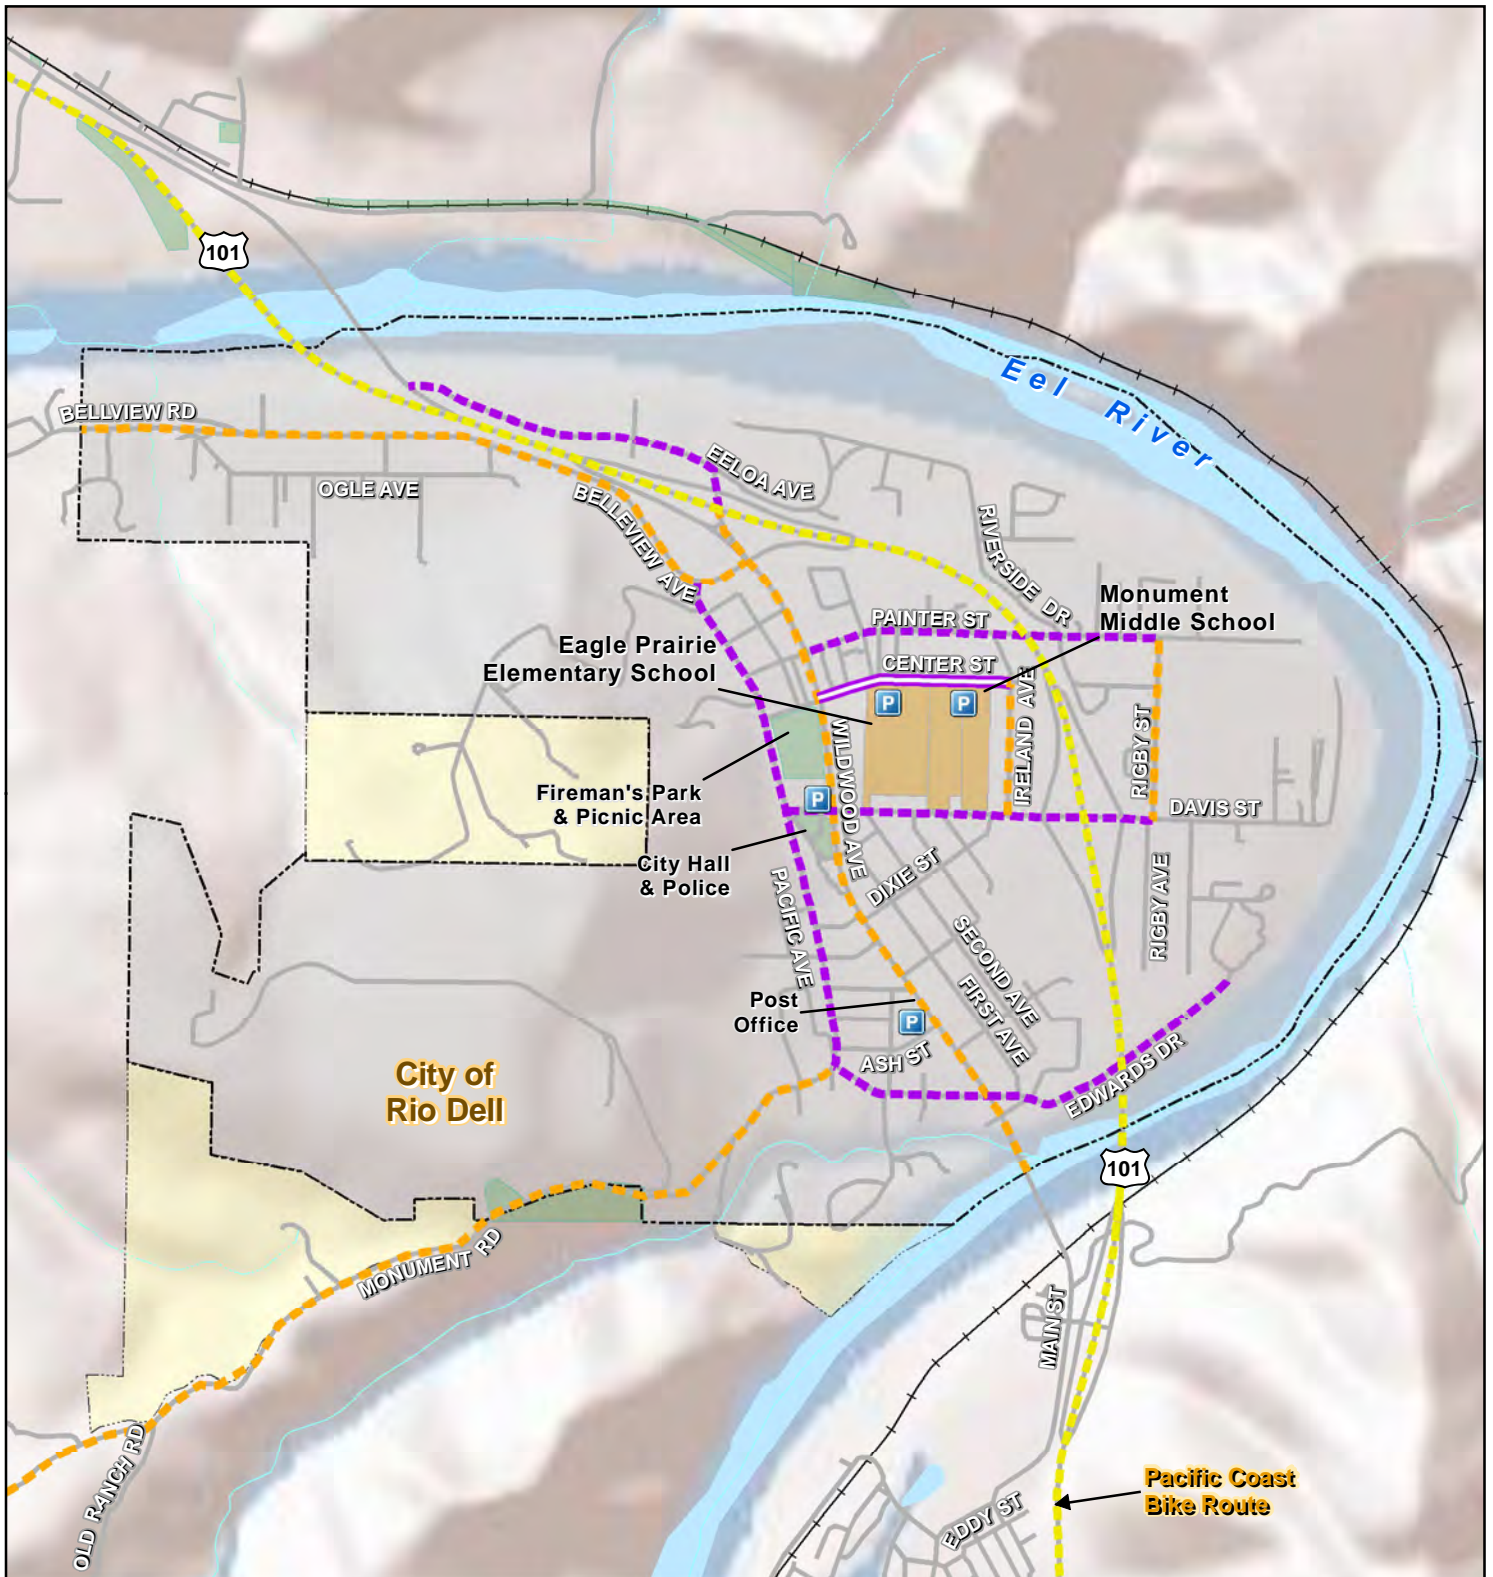 101
Eel River
BELLVIEW RD
EELOA AVE
OGLE AVE
BELLEVIEW AVE
RIVERSIDE DR
Monument
Middle School
PAINTER ST
Eagle Prairie
Elementary School
CENTER ST
IRELAND AVE
P
P
WILDWOOD AVE
RIGBY ST
Fireman's Park
& Picnic Area
P
DAVIS ST
City Hall
& Police
DIXIE ST
PACIFIC AVE
RIGBY AVE
SECOND AVE
FIRST AVE
Post
Office
P
ASH ST
City of
Rio Dell
EDWARDS DR
101
MONUMENT RD
MAIN ST
OLD RANCH RD
EDDY ST
Pacific Coast
Bike Route